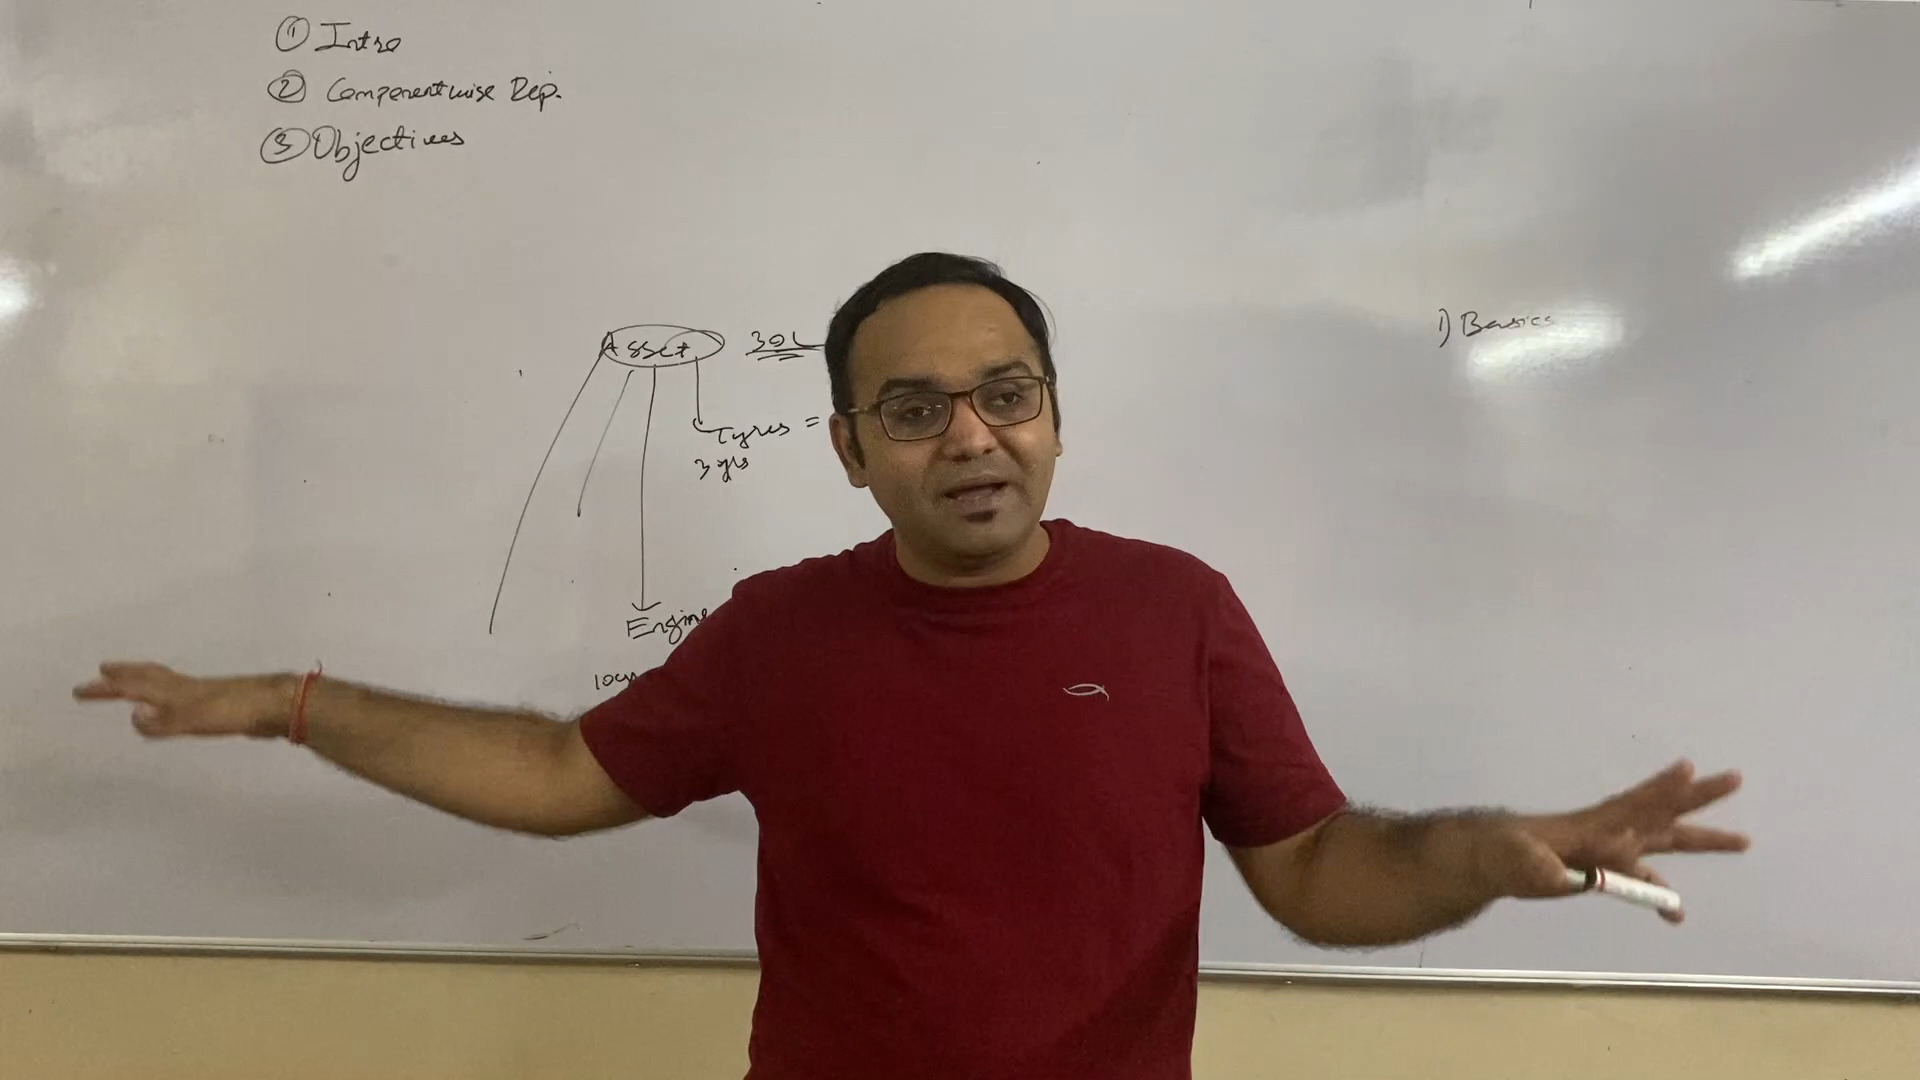 ① Intro
② Componentwise Dep.
③ Objectives
Asset 30L
1) Basics
Tyres =
3 yrs
Engine